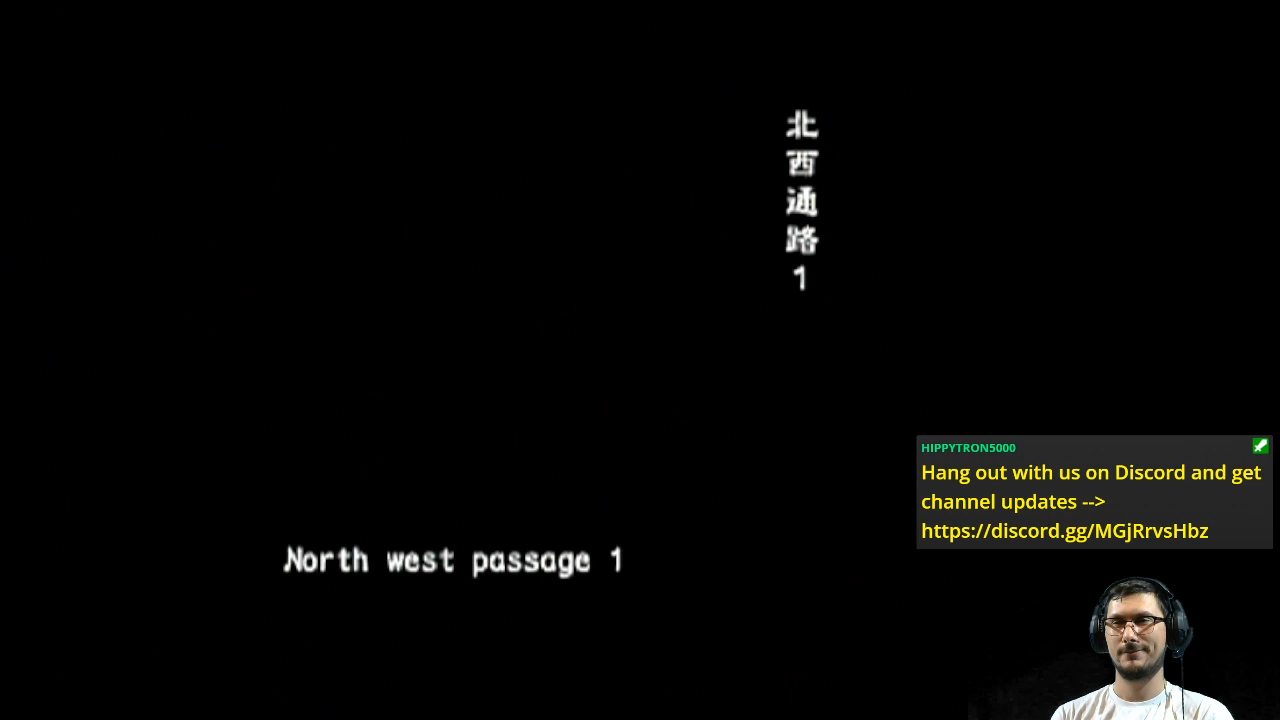 北西通路1
North west passage 1
HIPPYTRON5000
Hang out with us on Discord and get
channel updates -->
https://discord.gg/MGjRrvsHbz